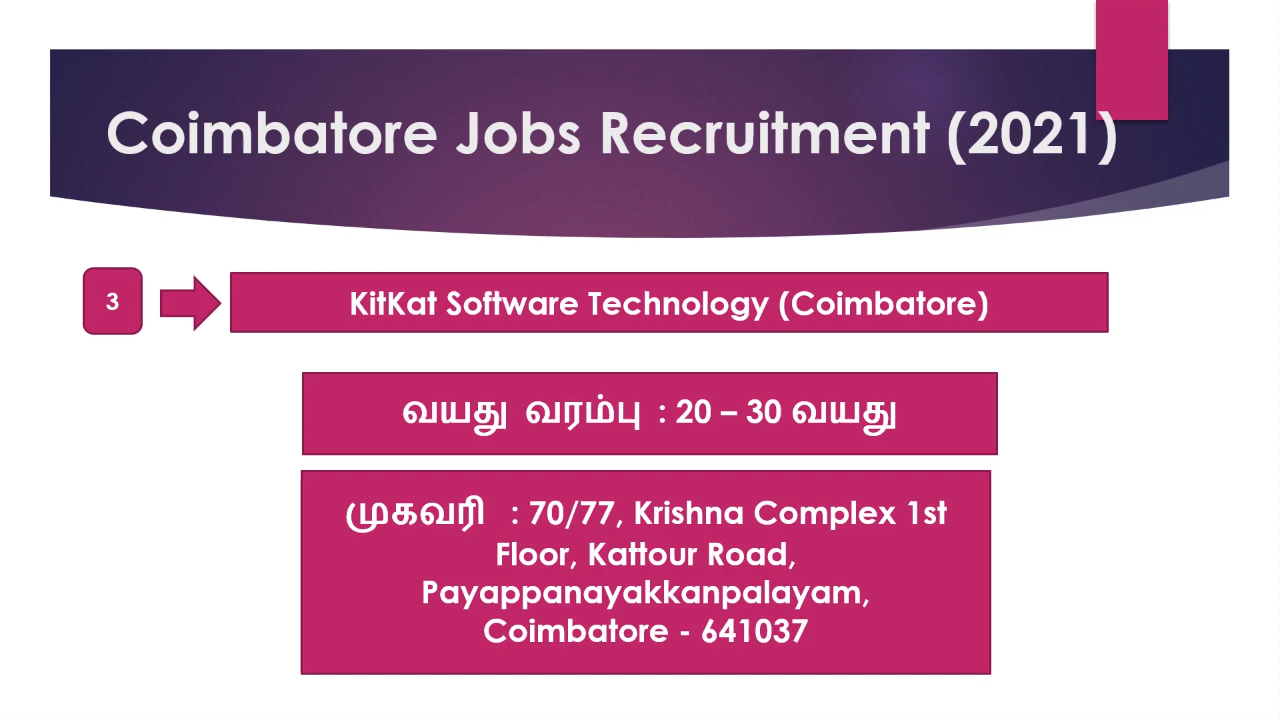 Coimbatore Jobs Recruitment (2021)
3
KitKat Software Technology (Coimbatore)
வயது வரம்பு : 20 – 30 வயது
முகவரி : 70/77, Krishna Complex 1st
Floor, Kattour Road,
Payappanayakkanpalayam,
Coimbatore - 641037